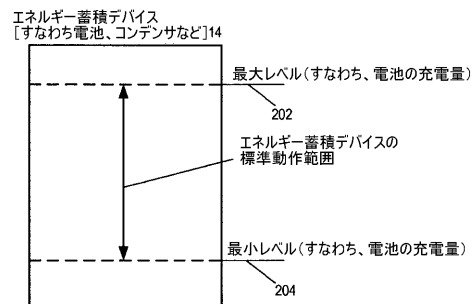 エネルギー蓄積デバイス
[すなわち電池、コンデンサなど]14
最大レベル(すなわち、電池の充電量)
202
エネルギー蓄積デバイスの
標準動作範囲
最小レベル(すなわち、電池の充電量)
204